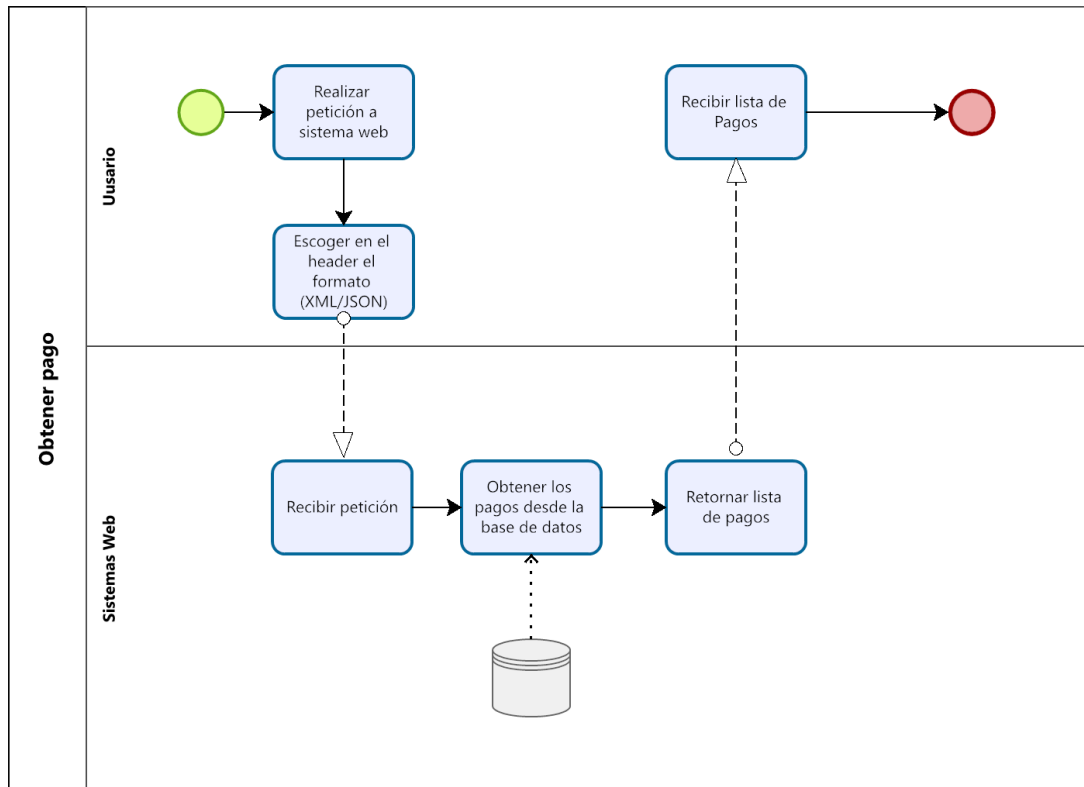 Obtener pago
Uusario
Realizar
petición a
sistema web
Escoger en el
header el
formato
(XML/JSON)
Recibir lista de
Pagos
Sistemas Web
Recibir petición
Obtener los
pagos desde la
base de datos
Retornar lista
de pagos